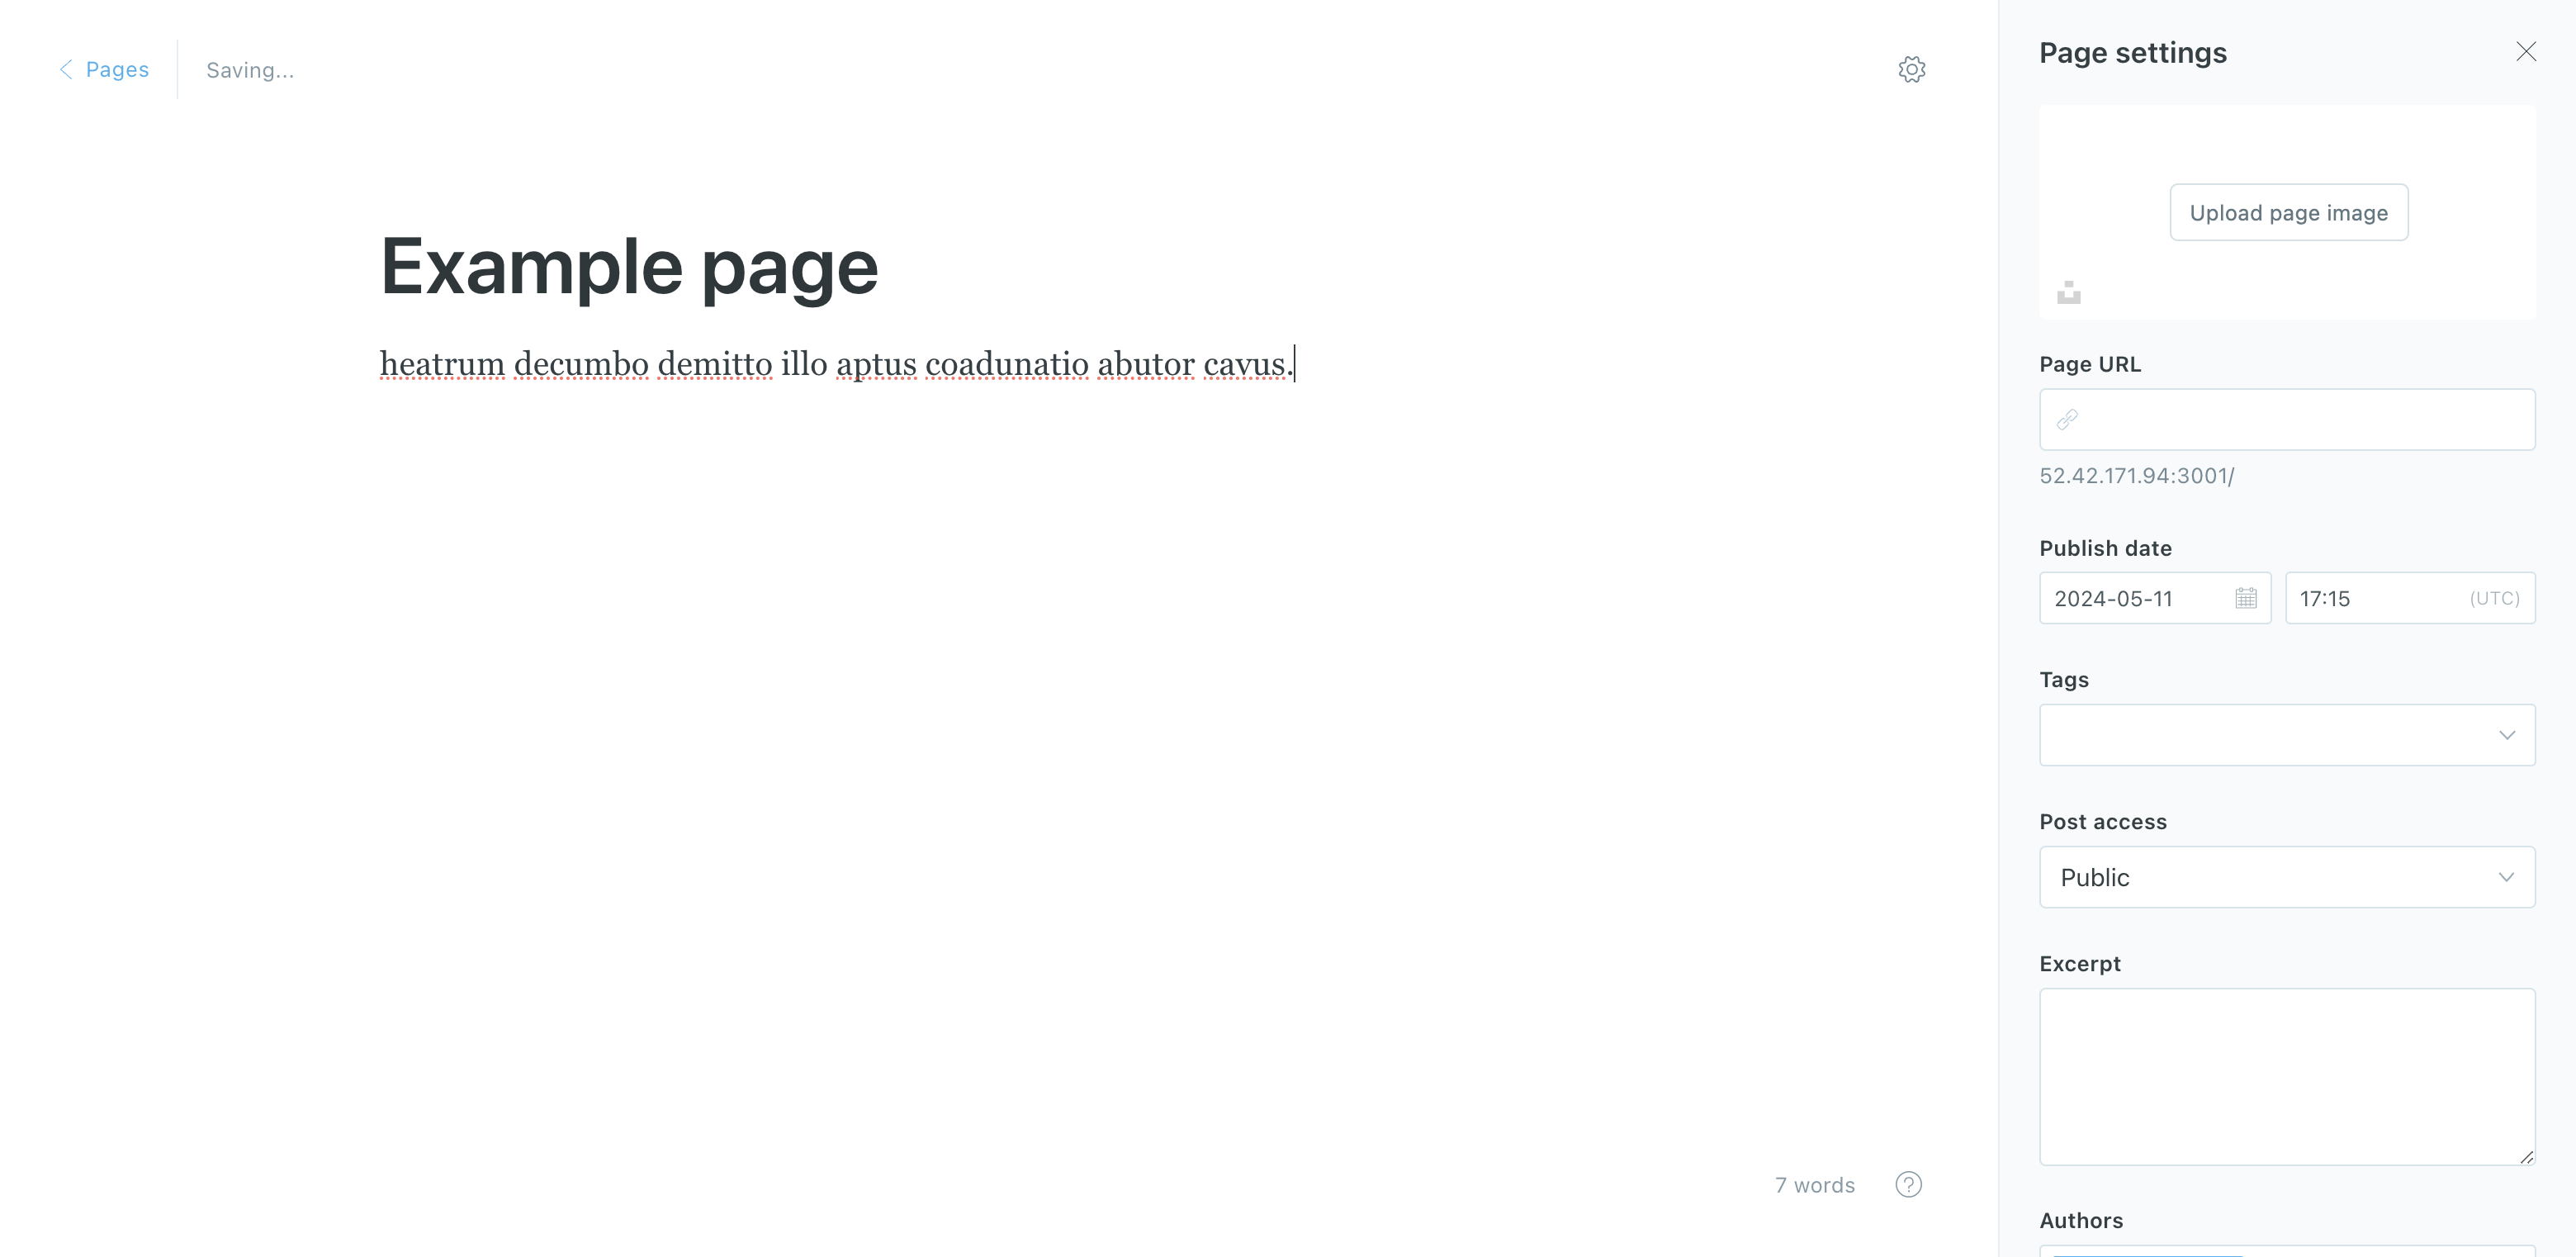 Pages
Saving...
Example page
heatrum decumbo demitto illo aptus coadunatio abutor cavus.
7 words
?
Page settings
Upload page image
Page URL
52.42.171.94:3001/
Publish date
2024-05-11
17:15 (UTC)
Tags
Post access
Public
Excerpt
Authors